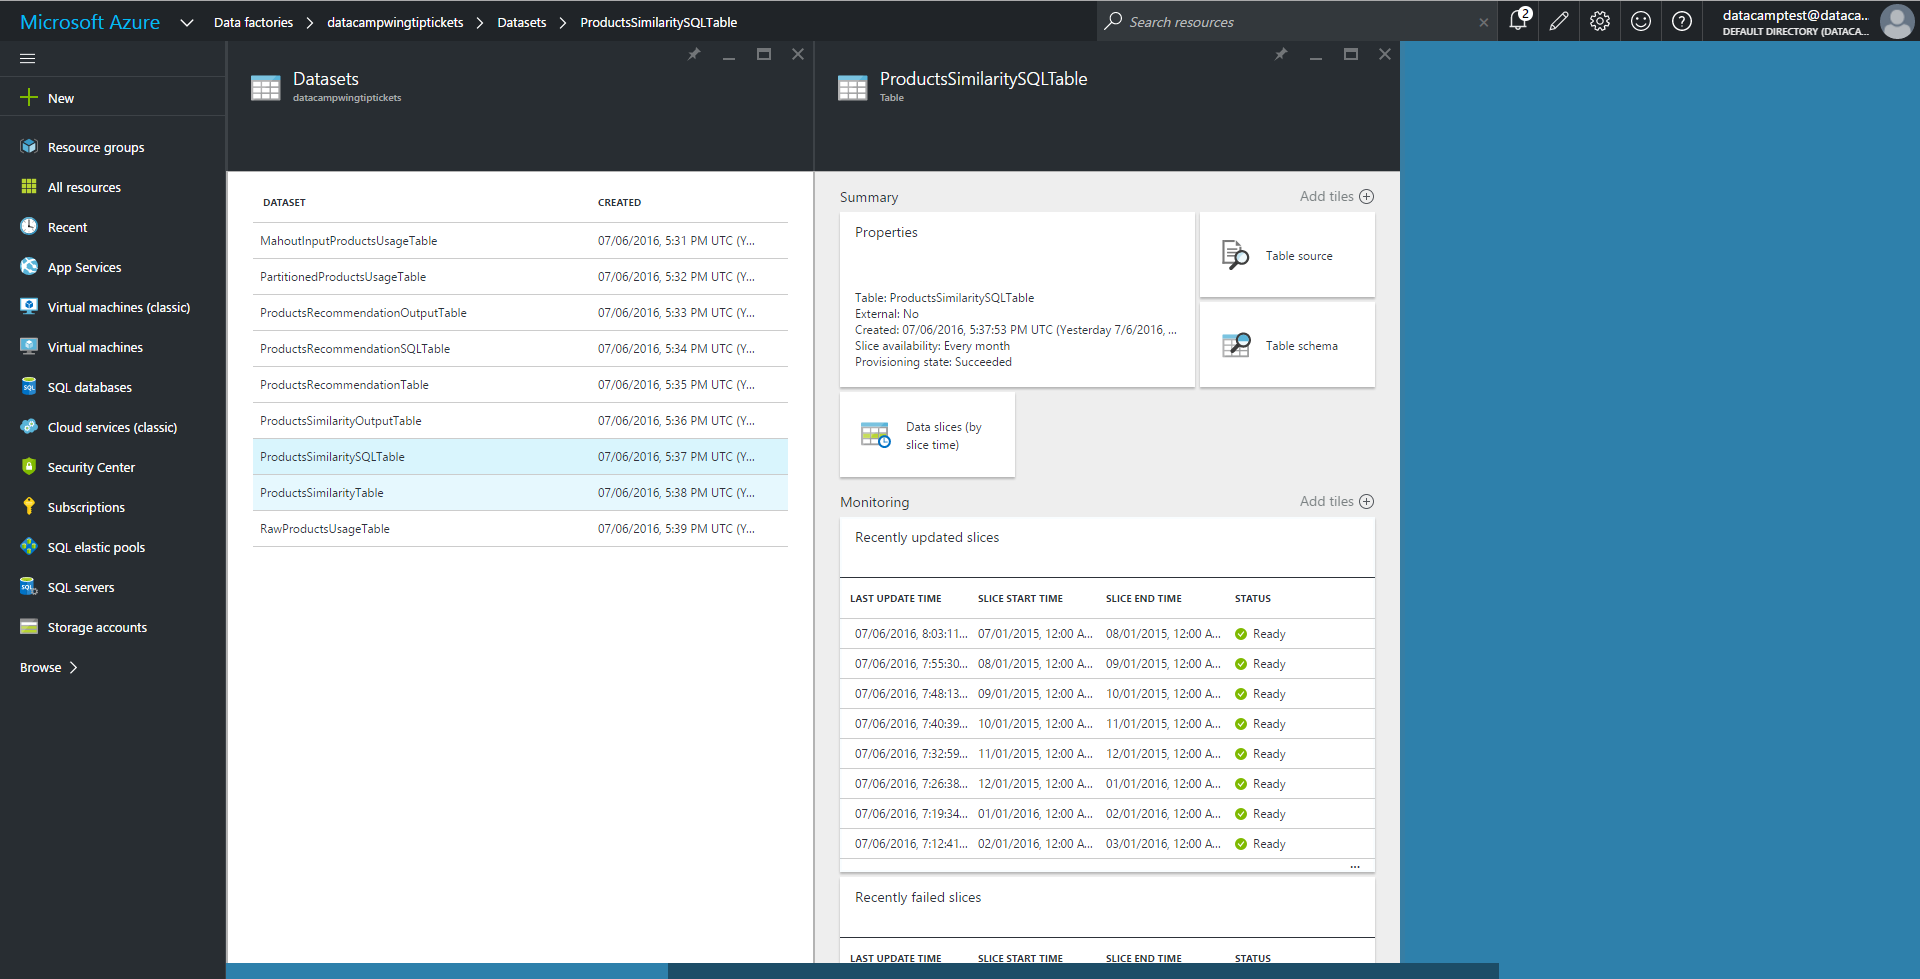 Microsoft Azure Data factories datacampwingtiptickets Datasets ProductsSimilaritySQLTable
Search resources
2
datacamptest@dataca...
DEFAULT DIRECTORY (DATACA...
New
Resource groups
All resources
Recent
App Services
Virtual machines (classic)
Virtual machines
SQL databases
Cloud services (classic)
Security Center
Subscriptions
SQL elastic pools
SQL servers
Storage accounts
Browse
Datasets
datacampwingtiptickets
DATASET CREATED
MahoutInputProductsUsageTable 07/06/2016, 5:31 PM UTC (Y...
PartitionedProductsUsageTable 07/06/2016, 5:32 PM UTC (Y...
ProductsRecommendationOutputTable 07/06/2016, 5:33 PM UTC (Y...
ProductsRecommendationSQLTable 07/06/2016, 5:34 PM UTC (Y...
ProductsRecommendationTable 07/06/2016, 5:35 PM UTC (Y...
ProductsSimilarityOutputTable 07/06/2016, 5:36 PM UTC (Y...
ProductsSimilaritySQLTable 07/06/2016, 5:37 PM UTC (Y...
ProductsSimilarityTable 07/06/2016, 5:38 PM UTC (Y...
RawProductsUsageTable 07/06/2016, 5:39 PM UTC (Y...
ProductsSimilaritySQLTable
Table
Summary Add tiles
Properties
Table: ProductsSimilaritySQLTable
External: No
Created: 07/06/2016, 5:37:53 PM UTC (Yesterday 7/6/2016, ...
Slice availability: Every month
Provisioning state: Succeeded
Table source
Table schema
Data slices (by
slice time)
Monitoring Add tiles
Recently updated slices
LAST UPDATE TIME SLICE START TIME SLICE END TIME STATUS
07/06/2016, 8:03:11... 07/01/2015, 12:00 A... 08/01/2015, 12:00 A... Ready
07/06/2016, 7:55:30... 08/01/2015, 12:00 A... 09/01/2015, 12:00 A... Ready
07/06/2016, 7:48:13... 09/01/2015, 12:00 A... 10/01/2015, 12:00 A... Ready
07/06/2016, 7:40:39... 10/01/2015, 12:00 A... 11/01/2015, 12:00 A... Ready
07/06/2016, 7:32:59... 11/01/2015, 12:00 A... 12/01/2015, 12:00 A... Ready
07/06/2016, 7:26:38... 12/01/2015, 12:00 A... 01/01/2016, 12:00 A... Ready
07/06/2016, 7:19:34... 01/01/2016, 12:00 A... 02/01/2016, 12:00 A... Ready
07/06/2016, 7:12:41... 02/01/2016, 12:00 A... 03/01/2016, 12:00 A... Ready
...
Recently failed slices
LAST UPDATE TIME SLICE START TIME SLICE END TIME STATUS